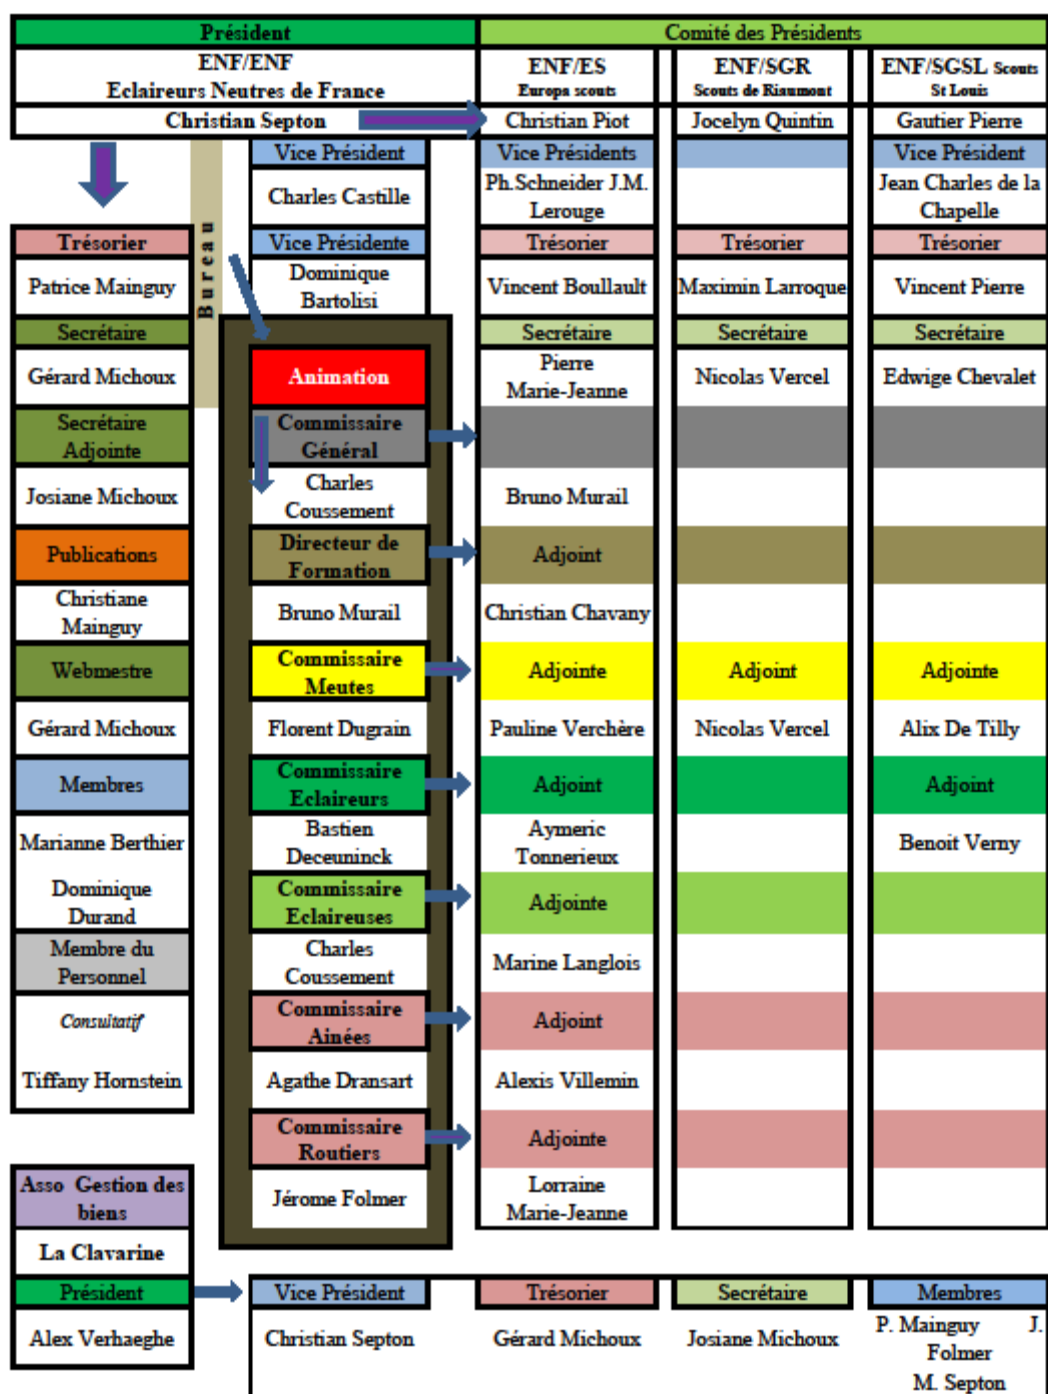 Président
Comité des Présidents
ENF/ENF
Eclaireurs Neutres de France
ENF/ES
Europa scouts
ENF/SGR
Scouts de Riaumont
ENF/SGSL Scouts
St Louis
Christian Septon
Christian Piot
Jocelyn Quintin
Gautier Pierre
Bureau
Vice Président
Vice Présidents
Vice Président
Charles Castille
Ph.Schneider J.M.
Lerouge
Jean Charles de la
Chapelle
Trésorier
Vice Présidente
Trésorier
Trésorier
Trésorier
Patrice Mainguy
Dominique
Bartolisi
Vincent Boullault
Maximin Larroque
Vincent Pierre
Secrétaire
Secrétaire
Secrétaire
Secrétaire
Gérard Michoux
Animation
Pierre
Marie-Jeanne
Nicolas Vercel
Edwige Chevalet
Secrétaire
Adjointe
Commissaire
Général
Josiane Michoux
Charles
Coussement
Bruno Murail
Publications
Directeur de
Formation
Adjoint
Christiane
Mainguy
Bruno Murail
Christian Chavany
Webmestre
Commissaire
Meutes
Adjointe
Adjoint
Adjointe
Gérard Michoux
Florent Dugrain
Pauline Verchère
Nicolas Vercel
Alix De Tilly
Membres
Commissaire
Eclaireurs
Adjoint
Adjoint
Marianne Berthier
Bastien
Deceuninck
Aymeric
Tonnerieux
Benoit Verny
Dominique
Durand
Commissaire
Eclaireuses
Adjointe
Membre du
Personnel
Charles
Coussement
Marine Langlois
Consultatif
Commissaire
Ainées
Adjoint
Tiffany Hornstein
Agathe Dransart
Alexis Villemin
Commissaire
Routiers
Adjointe
Asso Gestion des
biens
Jérome Folmer
Lorraine
Marie-Jeanne
La Clavarine
Président
Vice Président
Trésorier
Secrétaire
Membres
Alex Verhaeghe
Christian Septon
Gérard Michoux
Josiane Michoux
P. Mainguy J.
Folmer
M. Septon